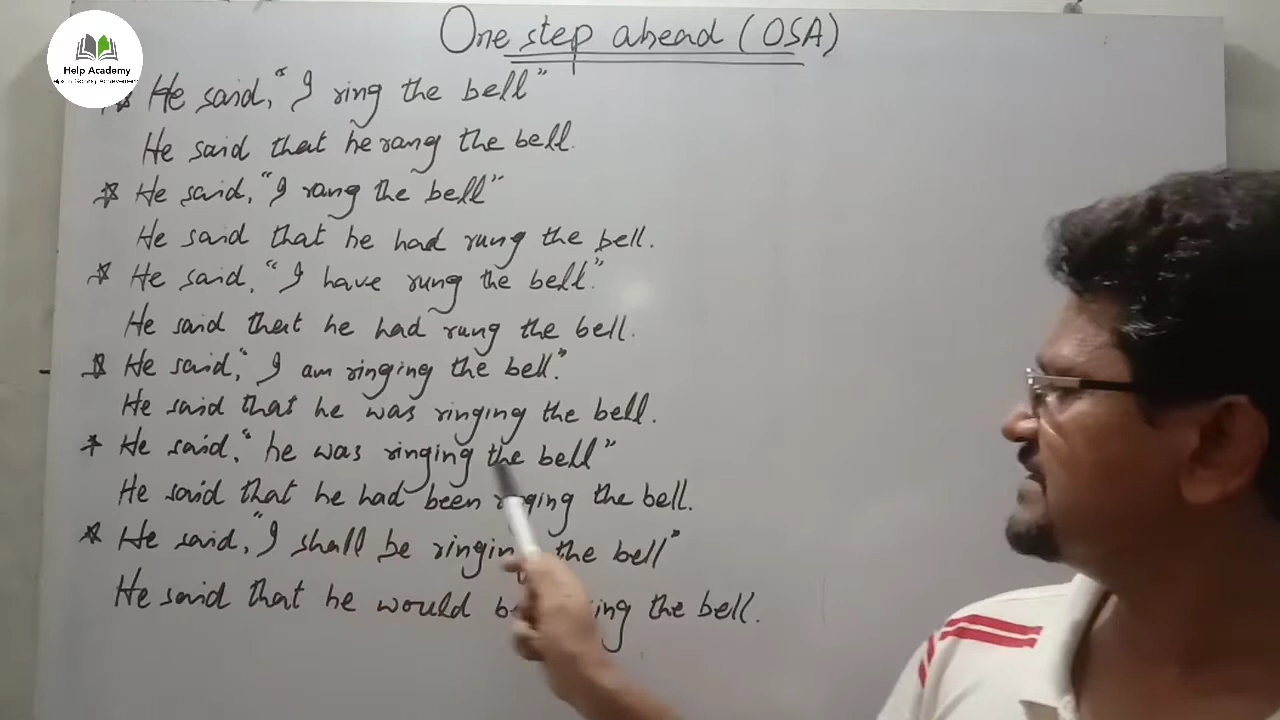 One step ahead (OSA)
Help Academy
He said, "I ring the bell"
He said that he rang the bell.
He said, "I rang the bell"
He said that he had rung the bell.
He said, "I have rung the bell."
He said that he had rung the bell.
He said, "I am ringing the bell."
He said that he was ringing the bell.
He said, "he was ringing the bell"
He said that he had been the bell.
He said, "I shall be the bell"
He said that he would the bell.